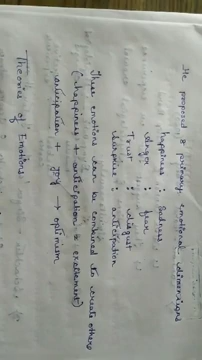 He proposed 8 primary emotional dimensions
happiness : Sadness
Anger : fear
Trust : disgust
surprise : anticipation
These emotions can be combined to create others
(happiness + anticipation = excitement)
anticipation + joy → optimism
Theories of Emotions